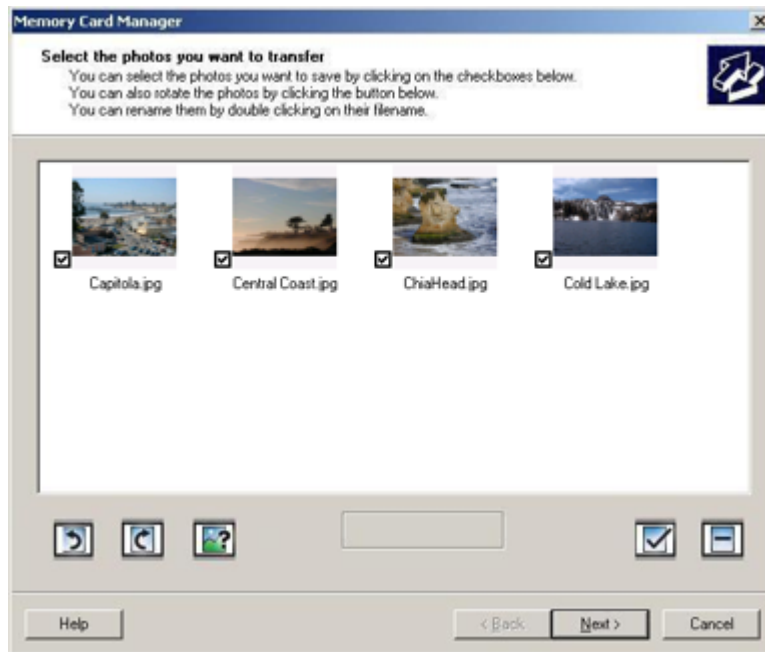 Memory Card Manager
Select the photos you want to transfer
You can select the photos you want to save by clicking on the checkboxes below.
You can also rotate the photos by clicking the button below.
You can rename them by double clicking on their filename.
Capitola.jpg Central Coast.jpg ChiaHead.jpg Cold Lake.jpg
?
Help < Back Next > Cancel